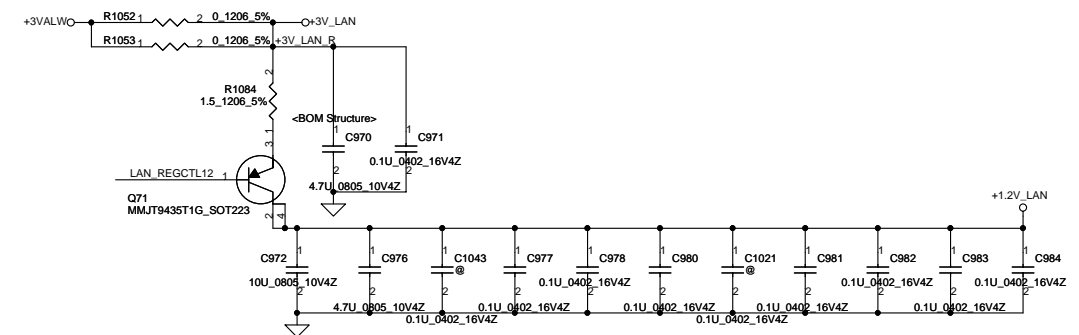 +3VALW R1052 1 2 0_1206_5% +3V_LAN
R1053 1 2 0_1206_5% +3V_LAN_R
2
R1084
1.5_1206_5%
1
<BOM Structure>
1 C970
1 C971
0.1U_0402_16V4Z
2 2
4.7U_0805_10V4Z
3
LAN_REGCTL12 1
Q71
MMJT9435T1G_SOT223
2 4
+1.2V_LAN
1 1 1 1 1 1 1 1 1 1 1
C972 C976 C1043 C977 C978 C980 C1021 C981 C982 C983 C984
@ @
10U_0805_10V4Z 0.1U_0402_16V4Z 0.1U_0402_16V4Z 0.1U_0402_16V4Z
2 2 2 2 2 2 2 2 2 2 2
4.7U_0805_10V4Z 0.1U_0402_16V4Z 0.1U_0402_16V4Z 0.1U_0402_16V4Z 0.1U_0402_16V4Z
0.1U_0402_16V4Z 0.1U_0402_16V4Z